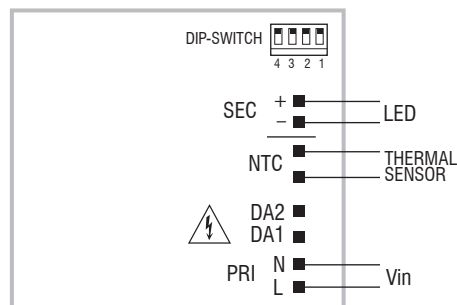 DIP-SWITCH
4 3 2 1
SEC + LED
−
NTC THERMAL
SENSOR
DA2
DA1
PRI N Vin
L